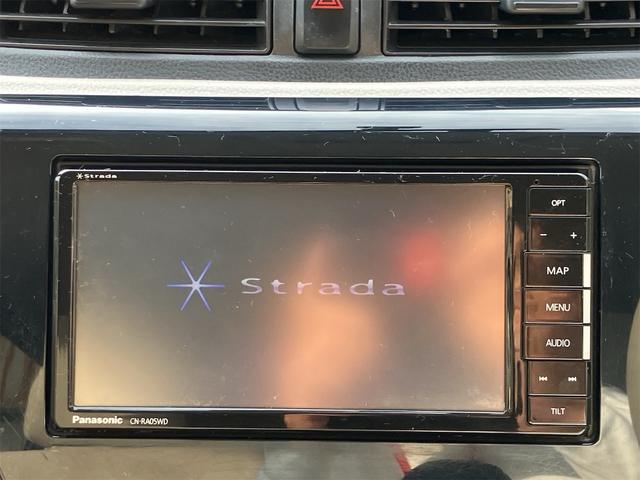 Strada
OPT
− +
MAP
Strada
MENU
AUDIO
TILT
Panasonic CN-RA05WD